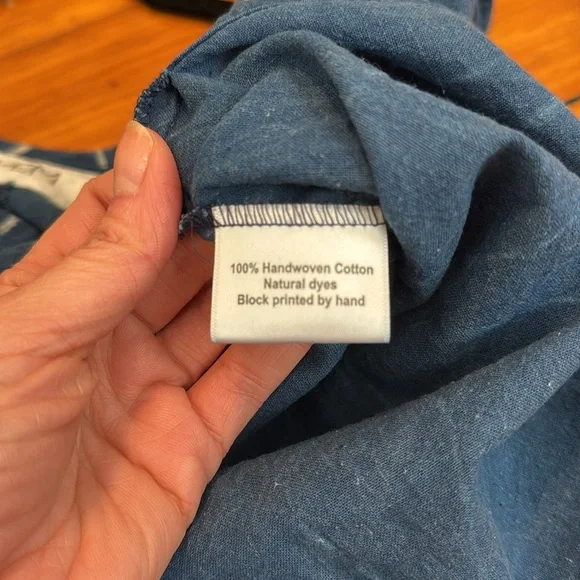 100% Handwoven Cotton
Natural dyes
Block printed by hand